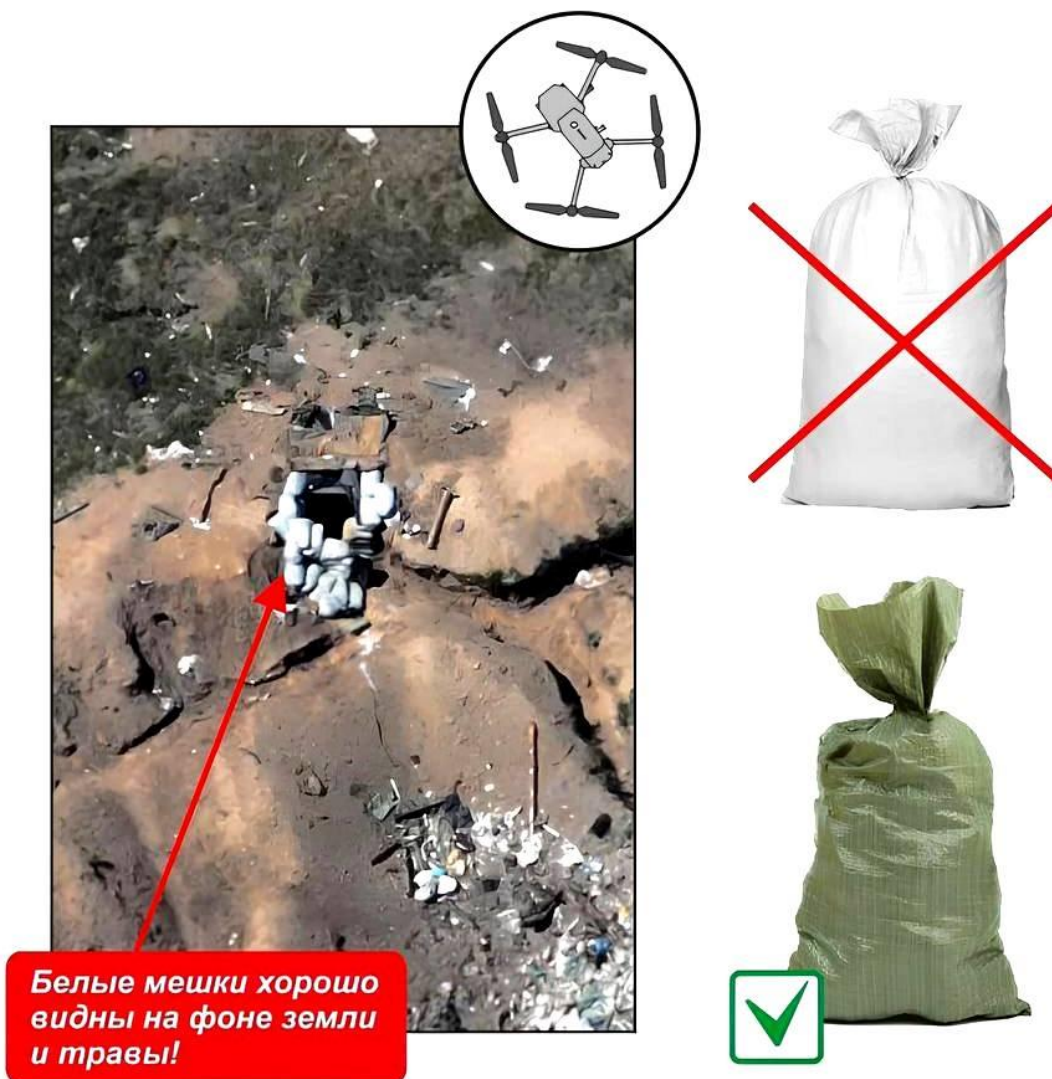 Белые мешки хорошо
видны на фоне земли
и травы!